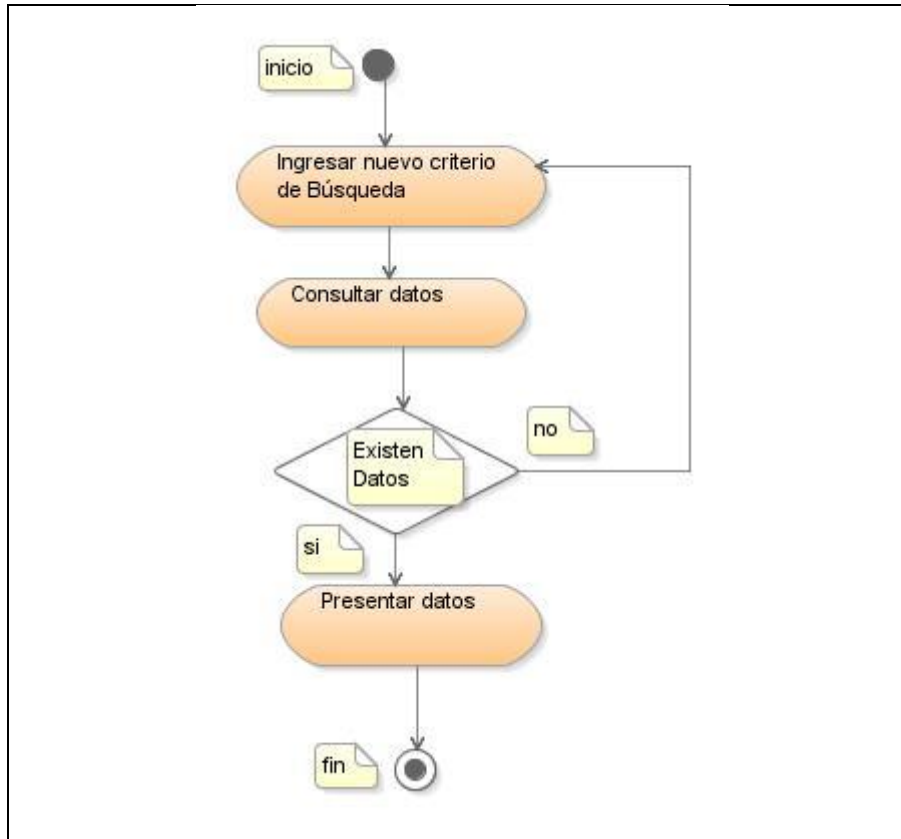 inicio
Ingresar nuevo criterio
de Búsqueda
Consultar datos
Existen
Datos
no
si
Presentar datos
fin